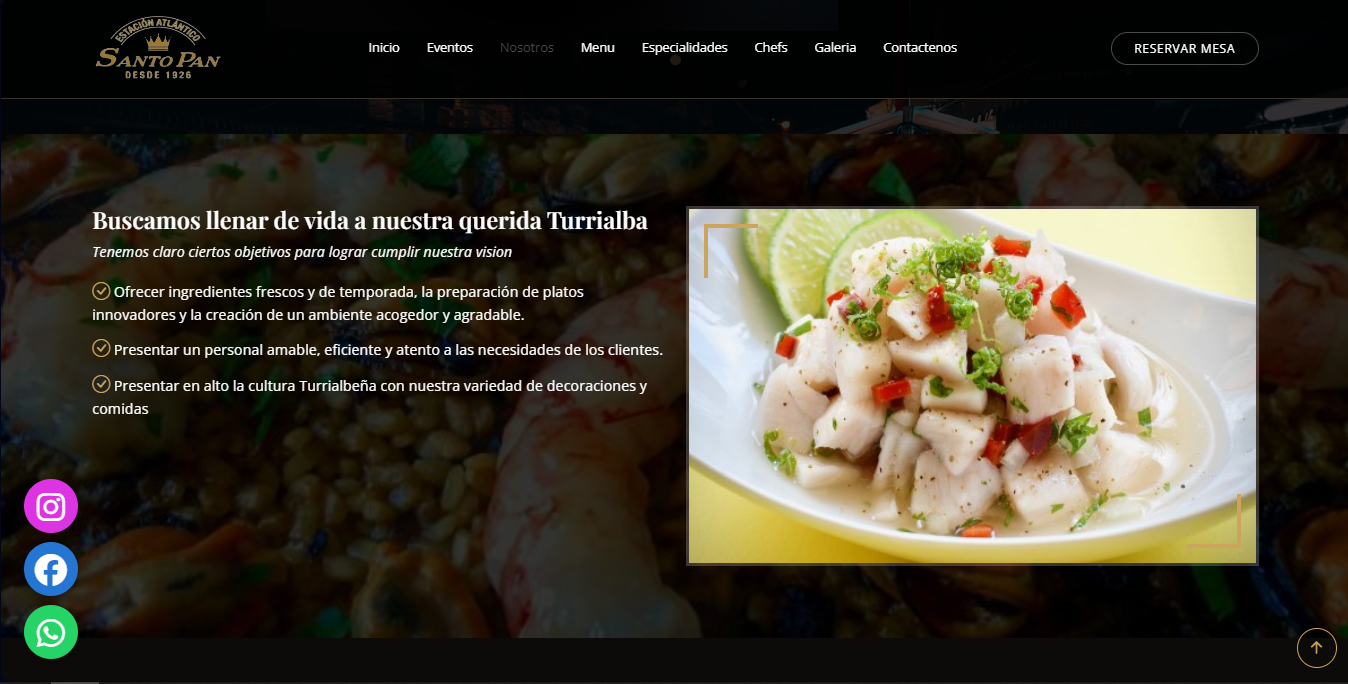 ESTACIÓN ATLÁNTICO
SANTO PAN
DESDE 1926
Inicio
Eventos
Nosotros
Menu
Especialidades
Chefs
Galeria
Contactenos
RESERVAR MESA
Buscamos llenar de vida a nuestra querida Turrialba
Tenemos claro ciertos objetivos para lograr cumplir nuestra vision
Ofrecer ingredientes frescos y de temporada, la preparación de platos
innovadores y la creación de un ambiente acogedor y agradable.
Presentar un personal amable, eficiente y atento a las necesidades de los clientes.
Presentar en alto la cultura Turrialbeña con nuestra variedad de decoraciones y
comidas